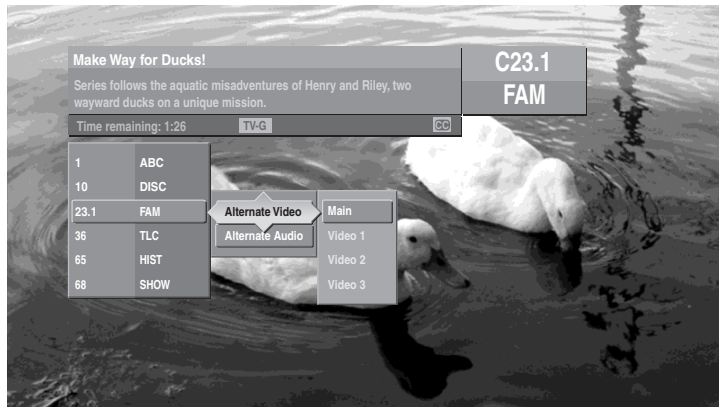 Make Way for Ducks!
Series follows the aquatic misadventures of Henry and Riley, two
wayward ducks on a unique mission.
Time remaining: 1:26 TV-G CC
C23.1
FAM
1 ABC
10 DISC
23.1 FAM
36 TLC
65 HIST
68 SHOW
Alternate Video
Alternate Audio
Main
Video 1
Video 2
Video 3